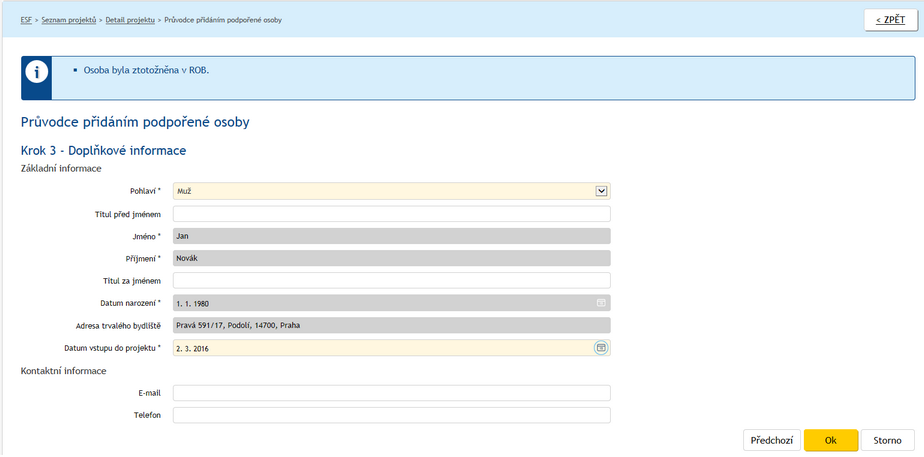 ESF > Seznam projektů > Detail projektu > Průvodce přidáním podpořené osoby
< ZPĚT
Osoba byla ztotožněna v ROB.
Průvodce přidáním podpořené osoby
Krok 3 - Doplňkové informace
Základní informace
Pohlaví * Muž
Titul před jménem
Jméno * Jan
Příjmení * Novák
Titul za jménem
Datum narození * 1. 1. 1980
Adresa trvalého bydliště Pravá 591/17, Podolí, 14700, Praha
Datum vstupu do projektu * 2. 3. 2016
Kontaktní informace
E-mail
Telefon
Předchozí Ok Storno